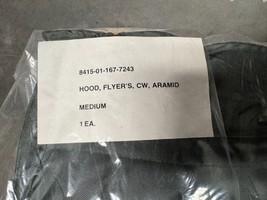 8415-01-167-7243
HOOD, FLYER'S, CW, ARAMID
MEDIUM
1 EA.